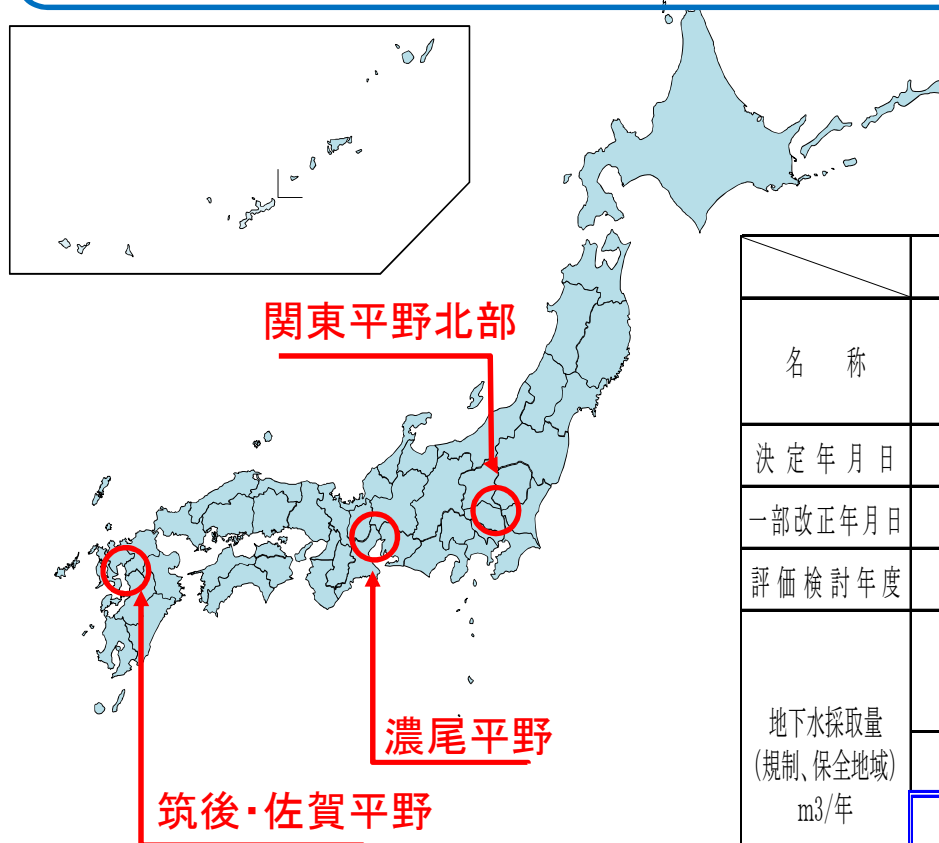 関東平野北部
濃尾平野
筑後・佐賀平野
名　称
決定年月日
一部改正年月日
評価検討年度
地下水採取量
(規制、保全地域)
m3/年